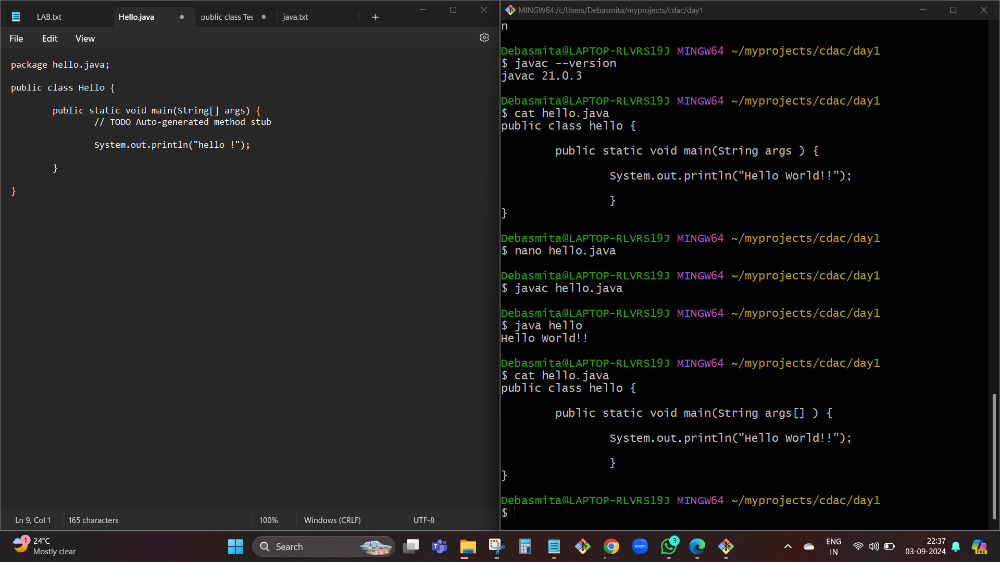 LAB.txt
Hello.java
public class Tes
java.txt
File
Edit
View
package hello.java;
public class Hello {
public static void main(String[] args) {
// TODO Auto-generated method stub
System.out.println("hello !");
}
}
Ln 9, Col 1
165 characters
100%
Windows (CRLF)
UTF-8
MINGW64:/c/Users/Debasmita/myprojects/cdac/day1
n
Debasmita@LAPTOP-RLVRS19J MINGW64 ~/myprojects/cdac/day1
$ javac --version
javac 21.0.3
Debasmita@LAPTOP-RLVRS19J MINGW64 ~/myprojects/cdac/day1
$ cat hello.java
public class hello {
public static void main(String args ) {
System.out.println("Hello World!!");
}
}
Debasmita@LAPTOP-RLVRS19J MINGW64 ~/myprojects/cdac/day1
$ nano hello.java
Debasmita@LAPTOP-RLVRS19J MINGW64 ~/myprojects/cdac/day1
$ javac hello.java
Debasmita@LAPTOP-RLVRS19J MINGW64 ~/myprojects/cdac/day1
$ java hello
Hello World!!
Debasmita@LAPTOP-RLVRS19J MINGW64 ~/myprojects/cdac/day1
$ cat hello.java
public class hello {
public static void main(String args[] ) {
System.out.println("Hello World!!");
}
}
Debasmita@LAPTOP-RLVRS19J MINGW64 ~/myprojects/cdac/day1
$
1
24°C
Mostly clear
Search
zoom
3
ENG
IN
22:37
03-09-2024
PRE